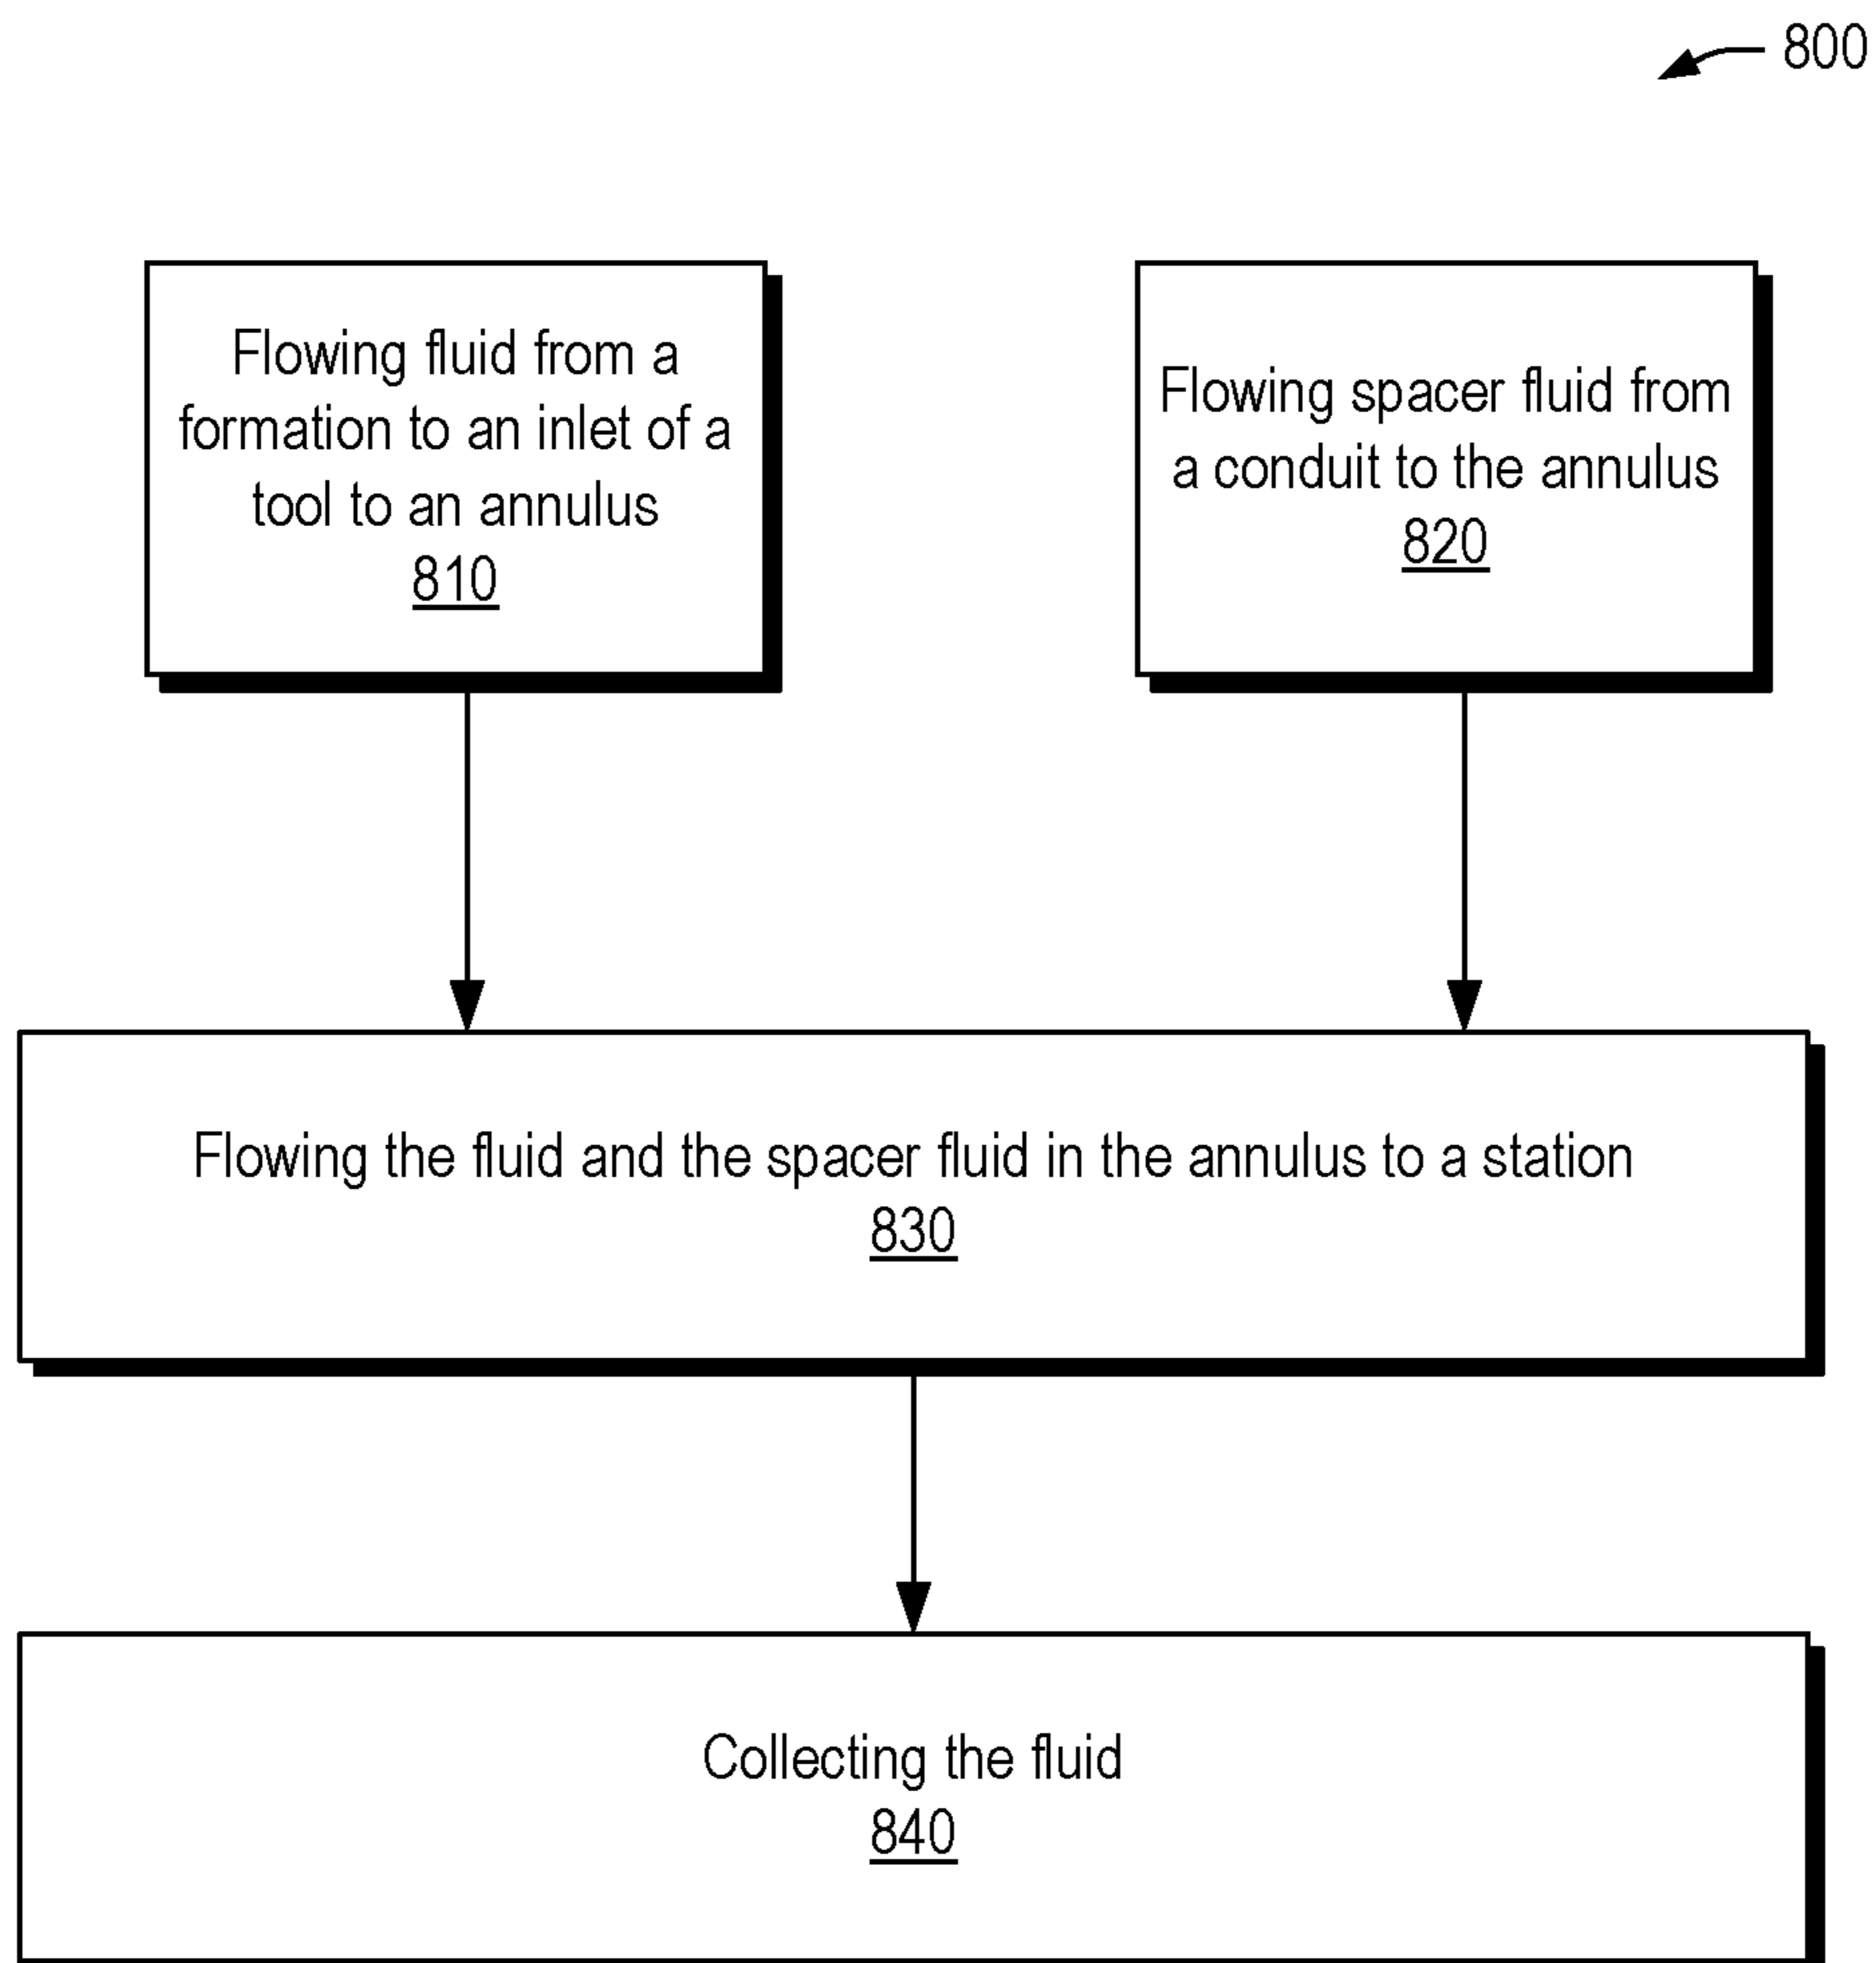 800
Flowing fluid from a
formation to an inlet of a
tool to an annulus
810
Flowing spacer fluid from
a conduit to the annulus
820
Flowing the fluid and the spacer fluid in the annulus to a station
830
Collecting the fluid
840